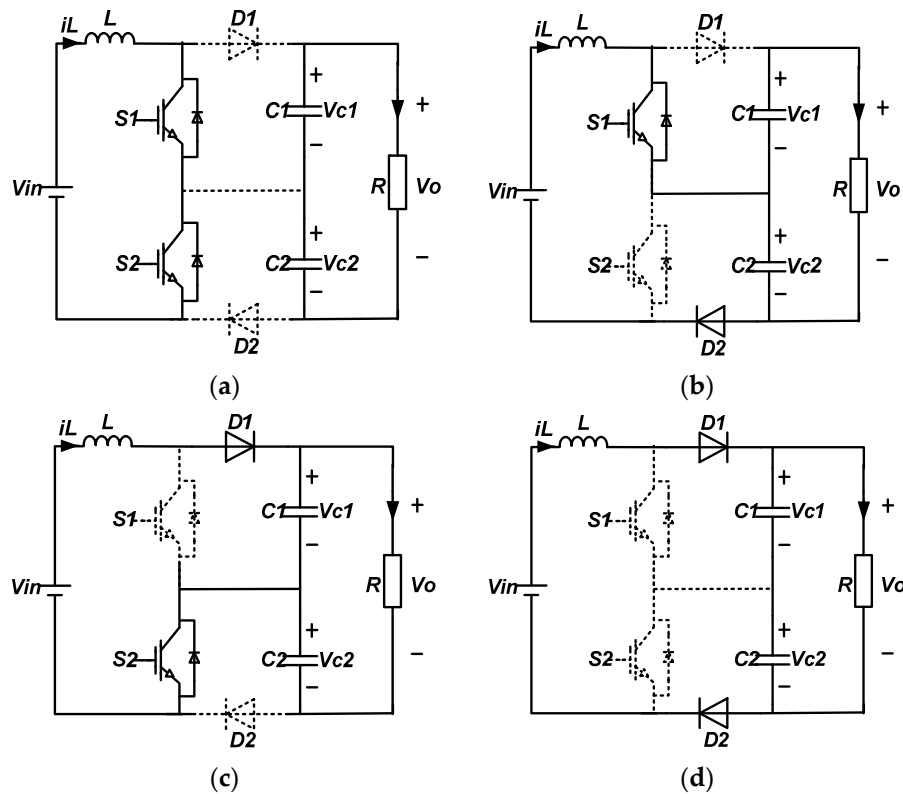 iL L D1
S1 C1 + Vc1 − +
Vin R Vo
S2 C2 + Vc2 − −
D2
(a)
iL L D1
S1 C1 + Vc1 − +
Vin R Vo
S2 C2 + Vc2 − −
D2
(b)
iL L D1
S1 C1 + Vc1 − +
Vin R Vo
S2 C2 + Vc2 − −
D2
(c)
iL L D1
S1 C1 + Vc1 − +
Vin R Vo
S2 C2 + Vc2 − −
D2
(d)